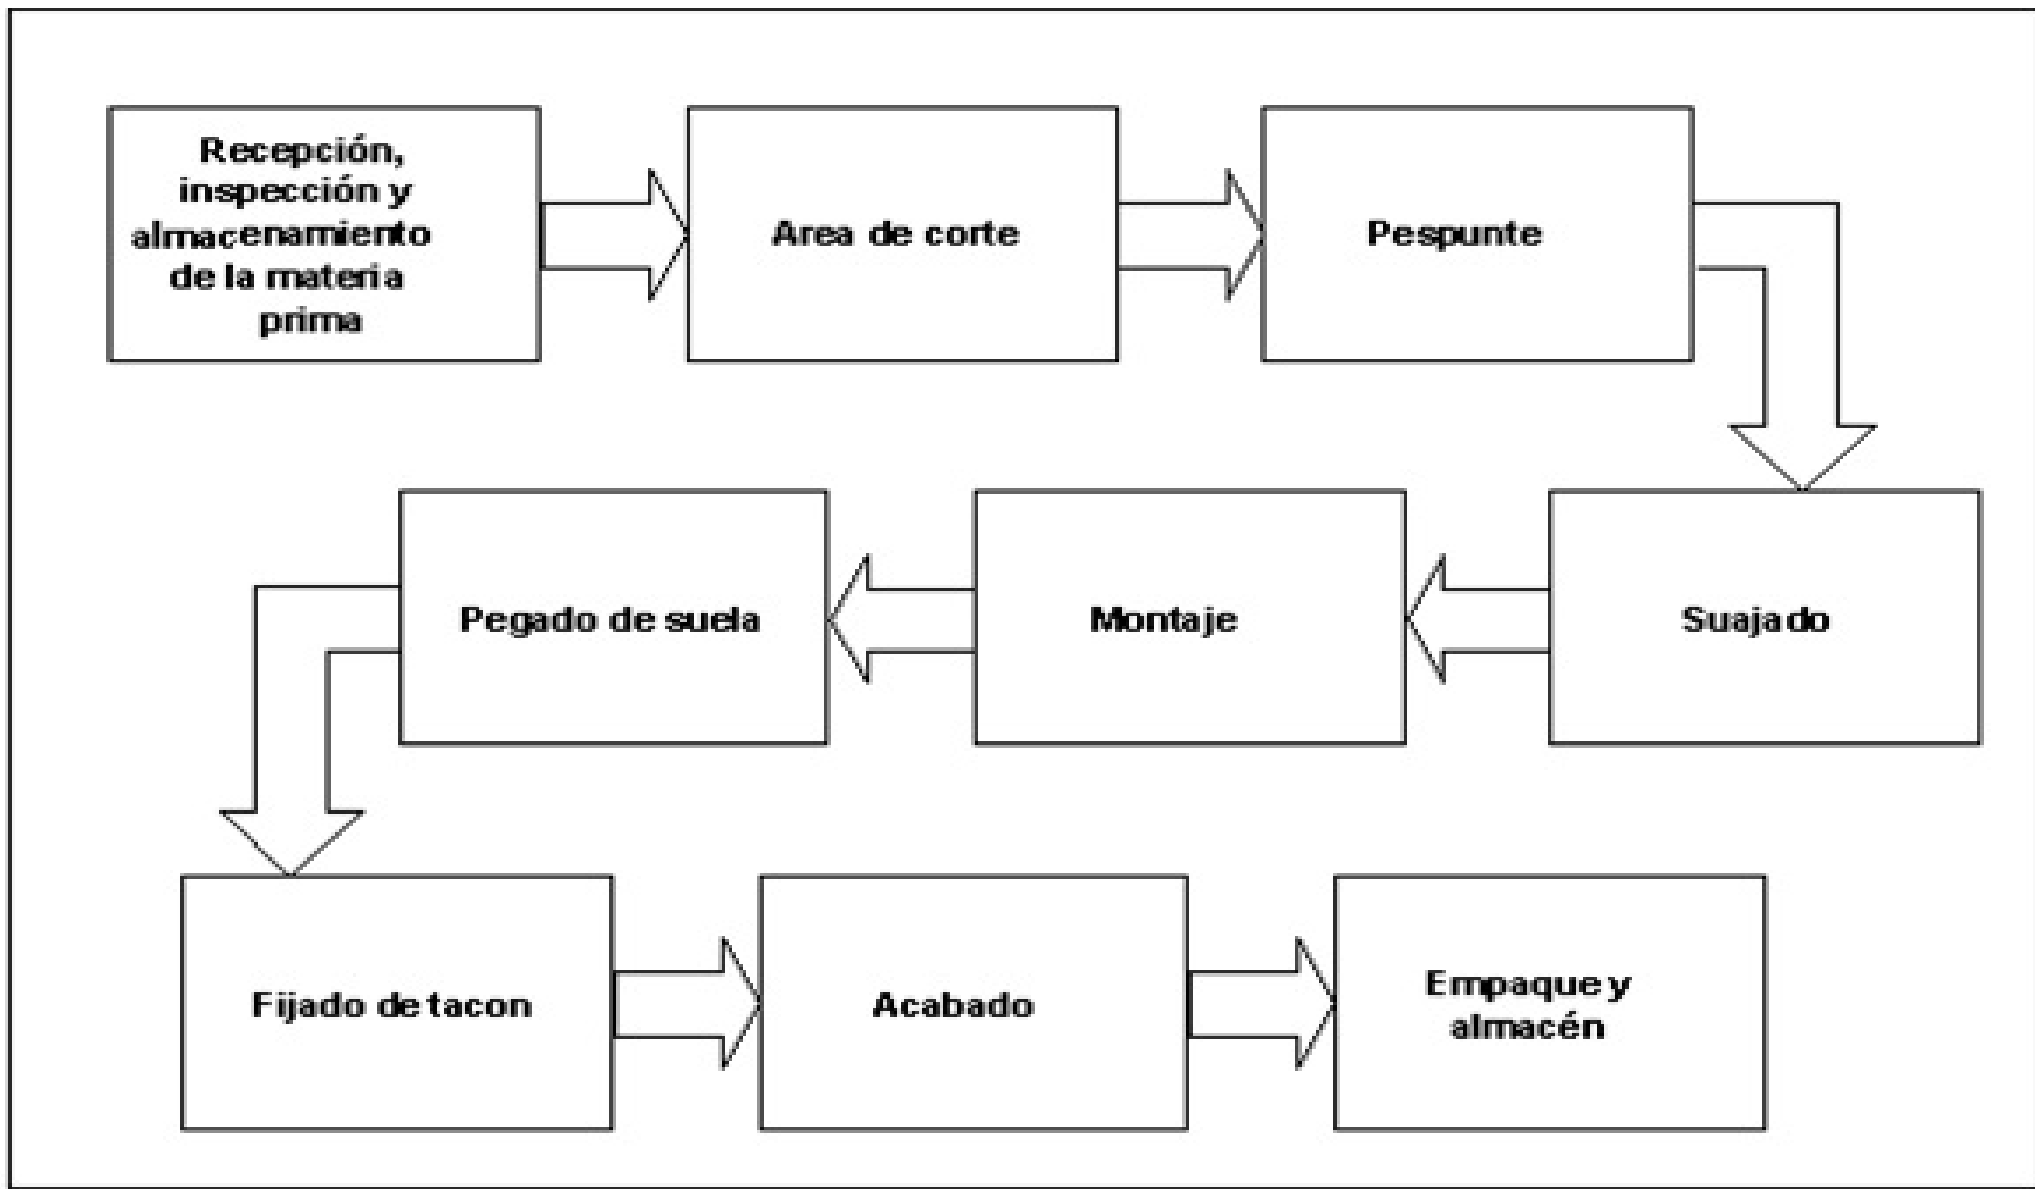 Recepción,
inspección y
almacenamiento
de la materia
prima
Area de corte
Pespunte
Suajado
Montaje
Pegado de suela
Fijado de tacon
Acabado
Empaque y
almacén